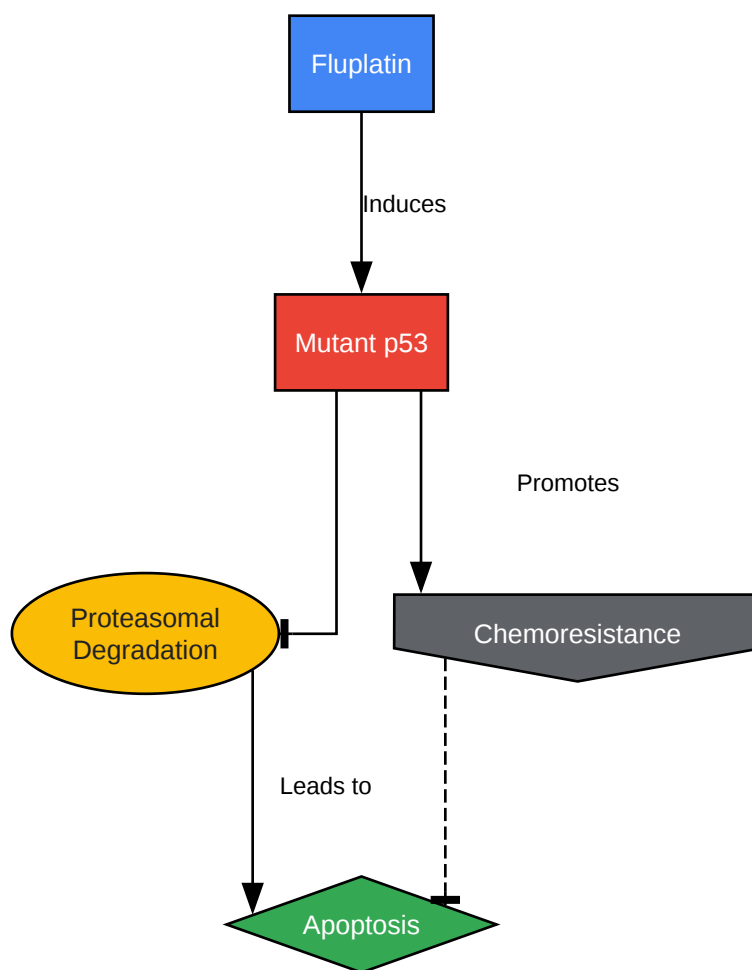 Fluplatin
Induces
Mutant p53
Promotes
Proteasomal
Degradation
Chemoresistance
Leads to
Apoptosis